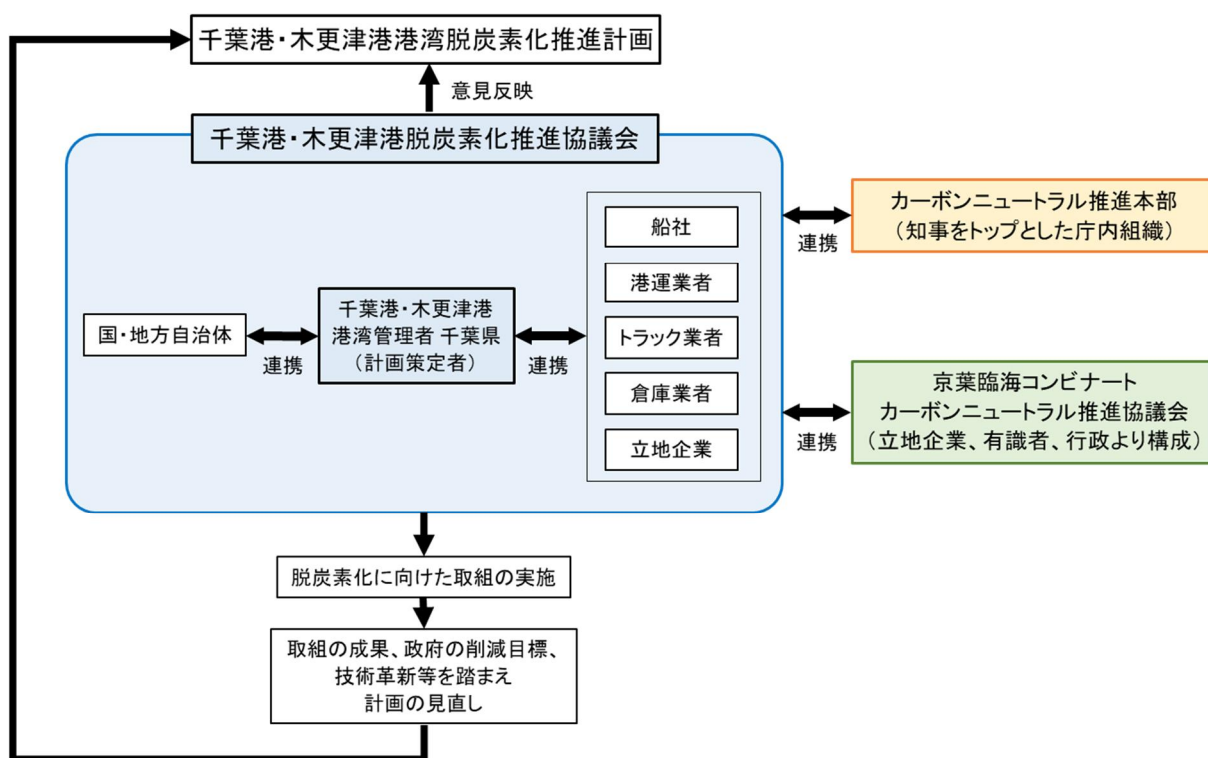 千葉港・木更津港港湾脱炭素化推進計画
意見反映
千葉港・木更津港脱炭素化推進協議会
国・地方自治体
連携
千葉港・木更津港
港湾管理者 千葉県
（計画策定者）
連携
船社
港運業者
トラック業者
倉庫業者
立地企業
連携
カーボンニュートラル推進本部
（知事をトップとした庁内組織）
連携
京葉臨海コンビナート
カーボンニュートラル推進協議会
（立地企業、有識者、行政より構成）
脱炭素化に向けた取組の実施
取組の成果、政府の削減目標、
技術革新等を踏まえ
計画の見直し